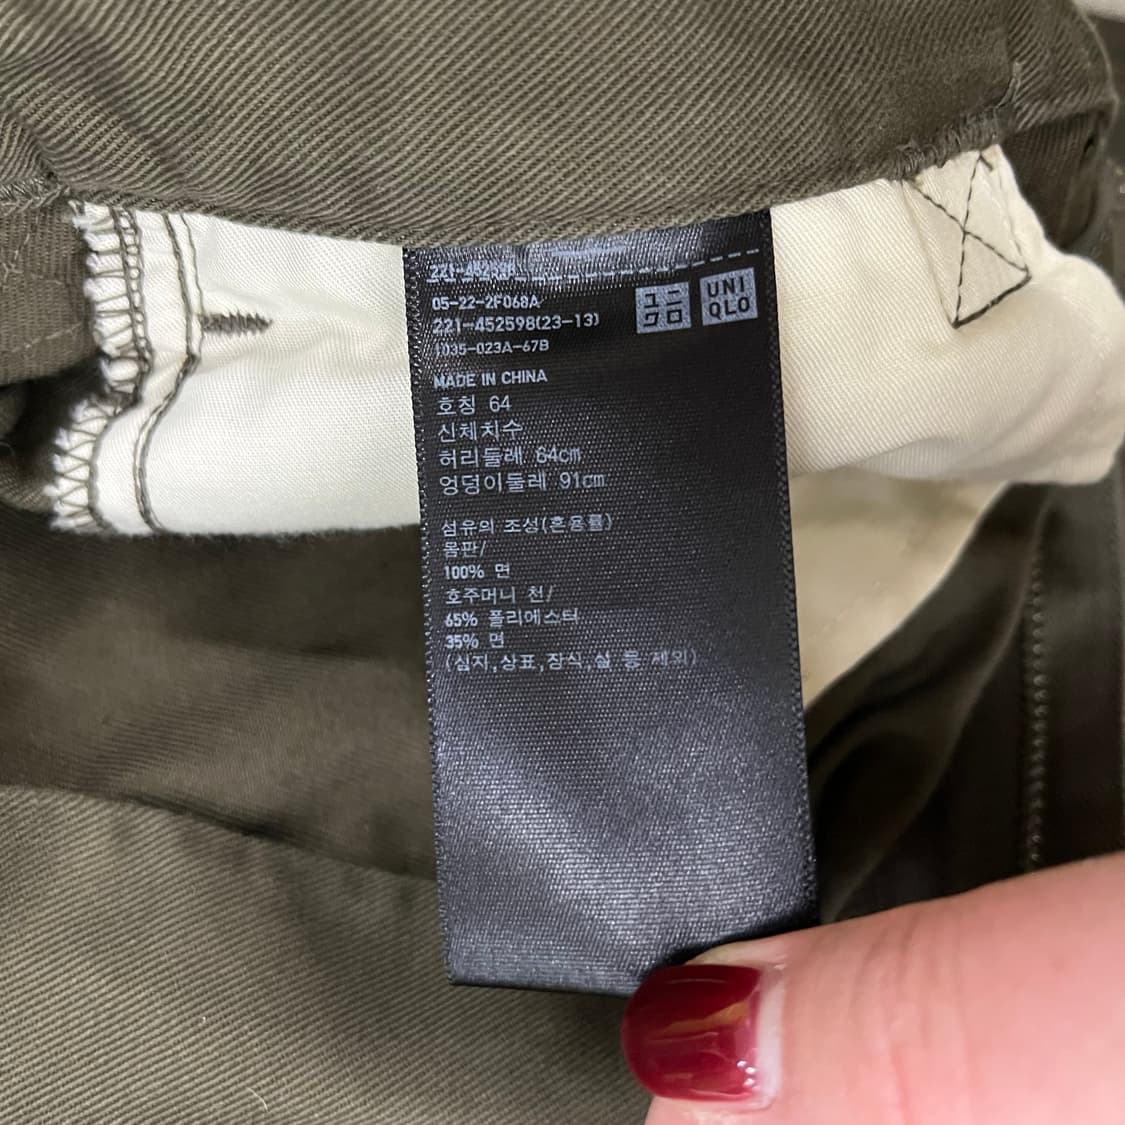 221-452598
05-22-2F068A
221-452598(23-13)
1035-023A-67B
ユニ
クロ
UNI
QLO
MADE IN CHINA
호칭 64
신체치수
허리둘레 64cm
엉덩이둘레 91cm
섬유의 조성(혼용률)
몸판/
100% 면
호주머니 천/
65% 폴리에스터
35% 면
(심지,상표,장식,실 등 제외)